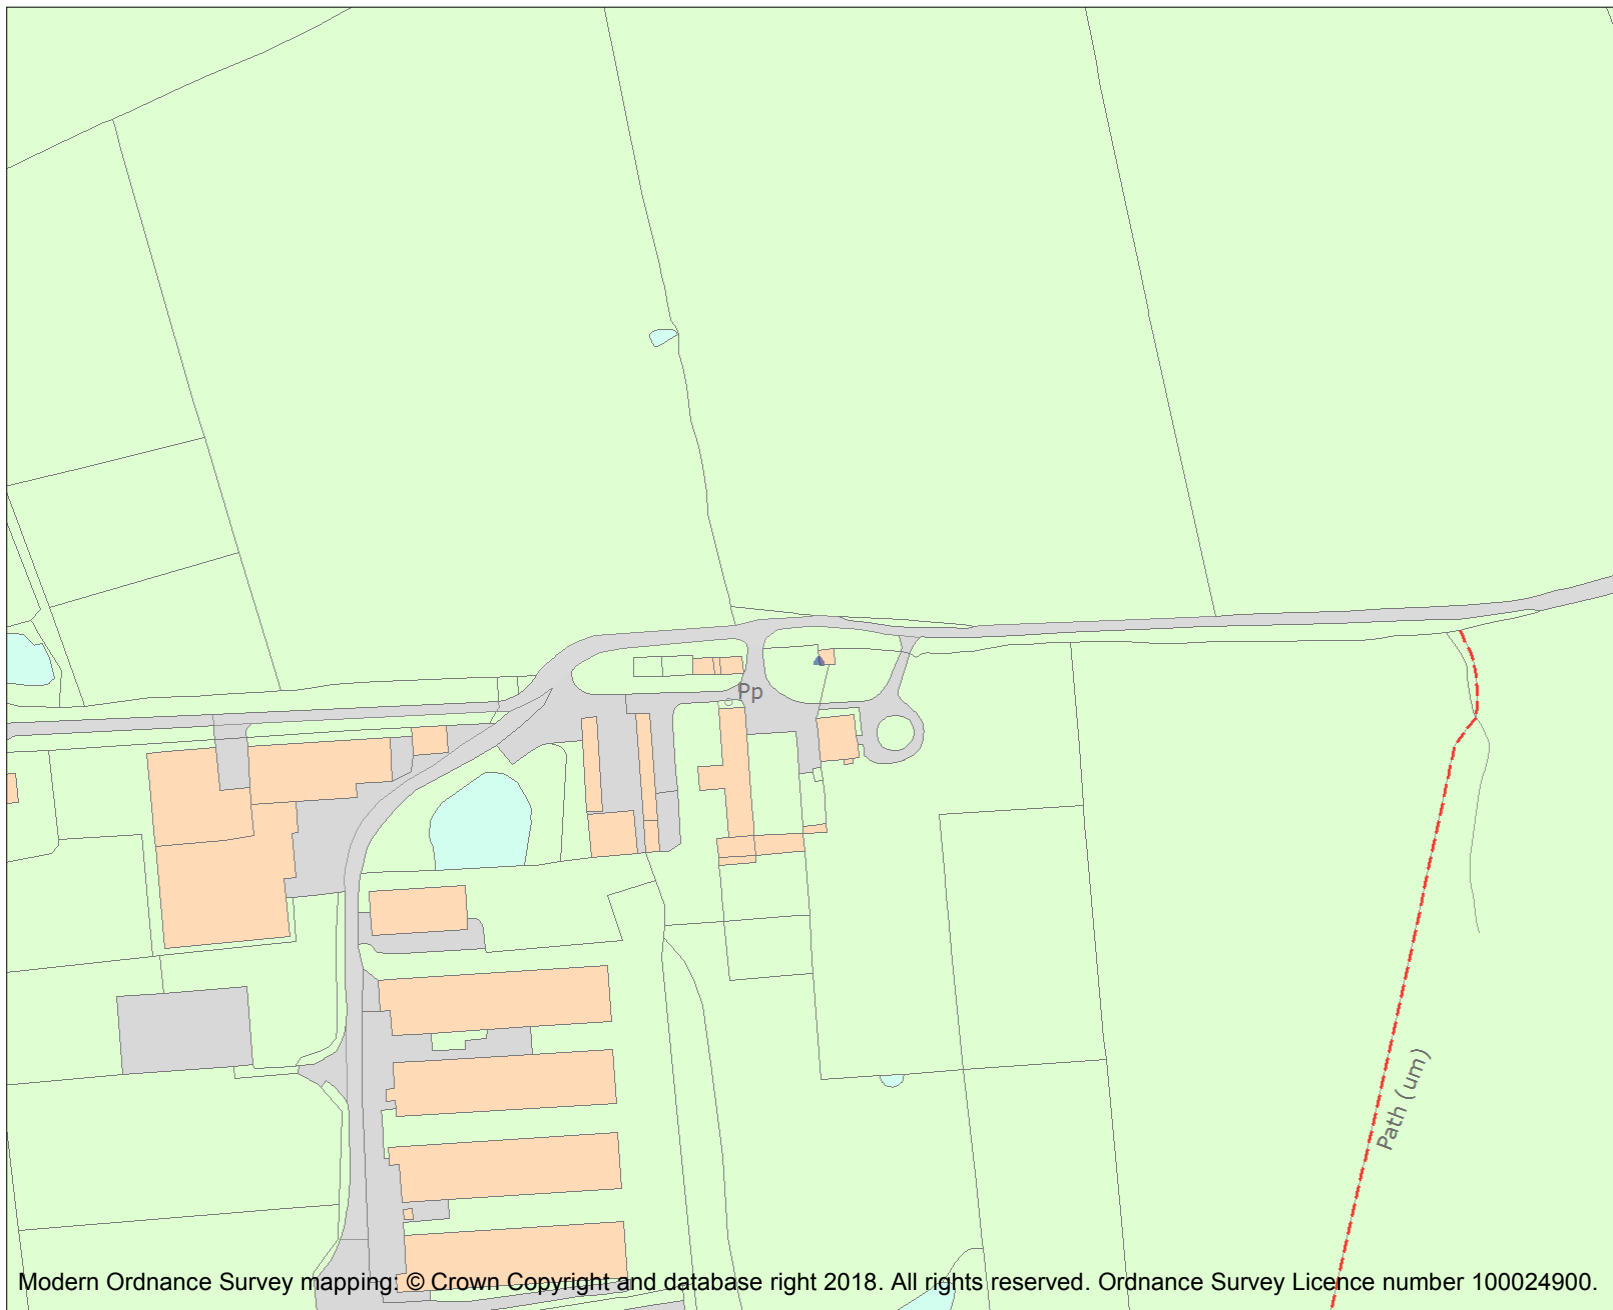 Pp
Path (um)
Modern Ordnance Survey mapping: © Crown Copyright and database right 2018. All rights reserved. Ordnance Survey Licence number 100024900.